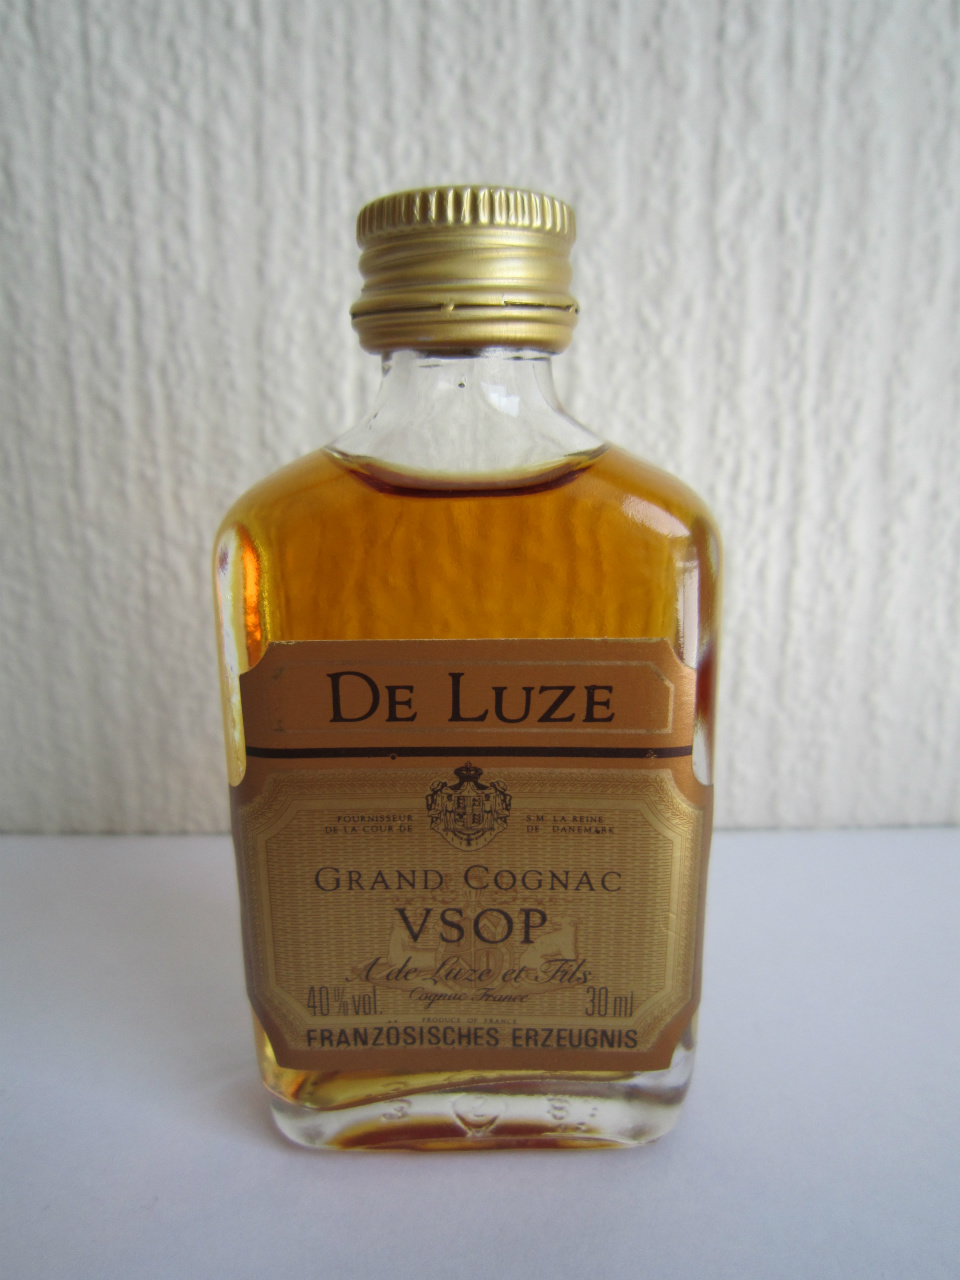 DE LUZE
FOURNISSEUR
DE LA COUR DE
S.M. LA REINE
DE DANEMARK
GRAND COGNAC
VSOP
A de Luze et Fils
Cognac France
40% vol.
30 ml
PRODUCE OF FRANCE
FRANZÖSISCHES ERZEUGNIS